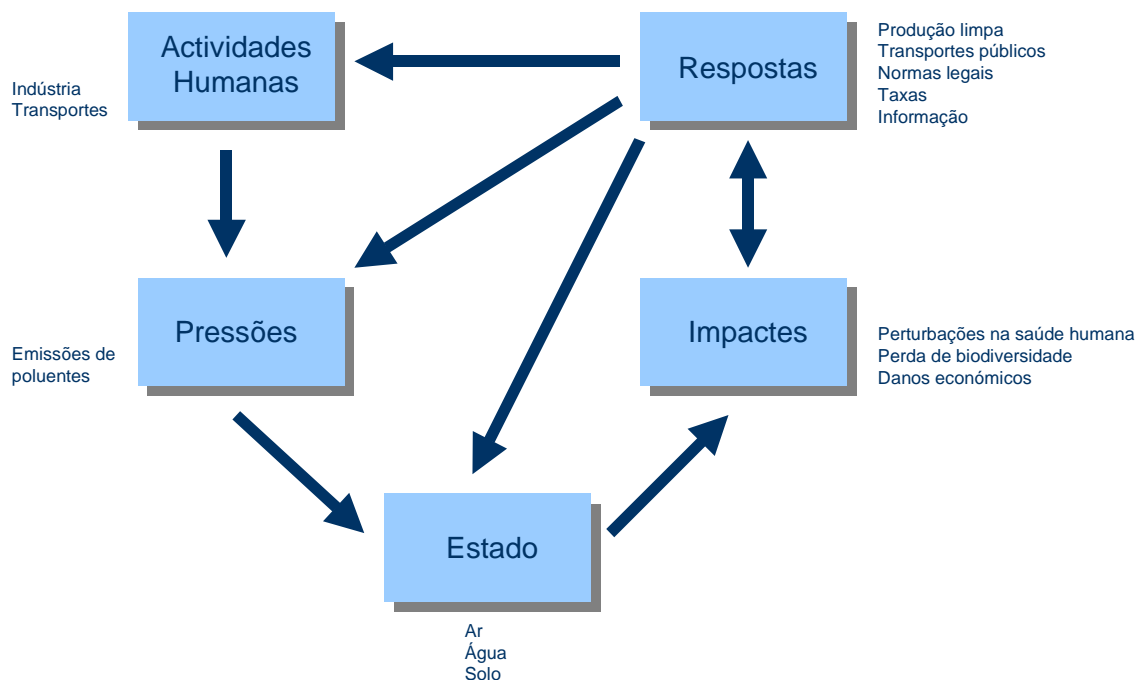 Actividades
Humanas
Respostas
Produção limpa
Transportes públicos
Normas legais
Taxas
Informação
Indústria
Transportes
Pressões
Impactes
Emissões de
poluentes
Perturbações na saúde humana
Perda de biodiversidade
Danos económicos
Estado
Ar
Água
Solo